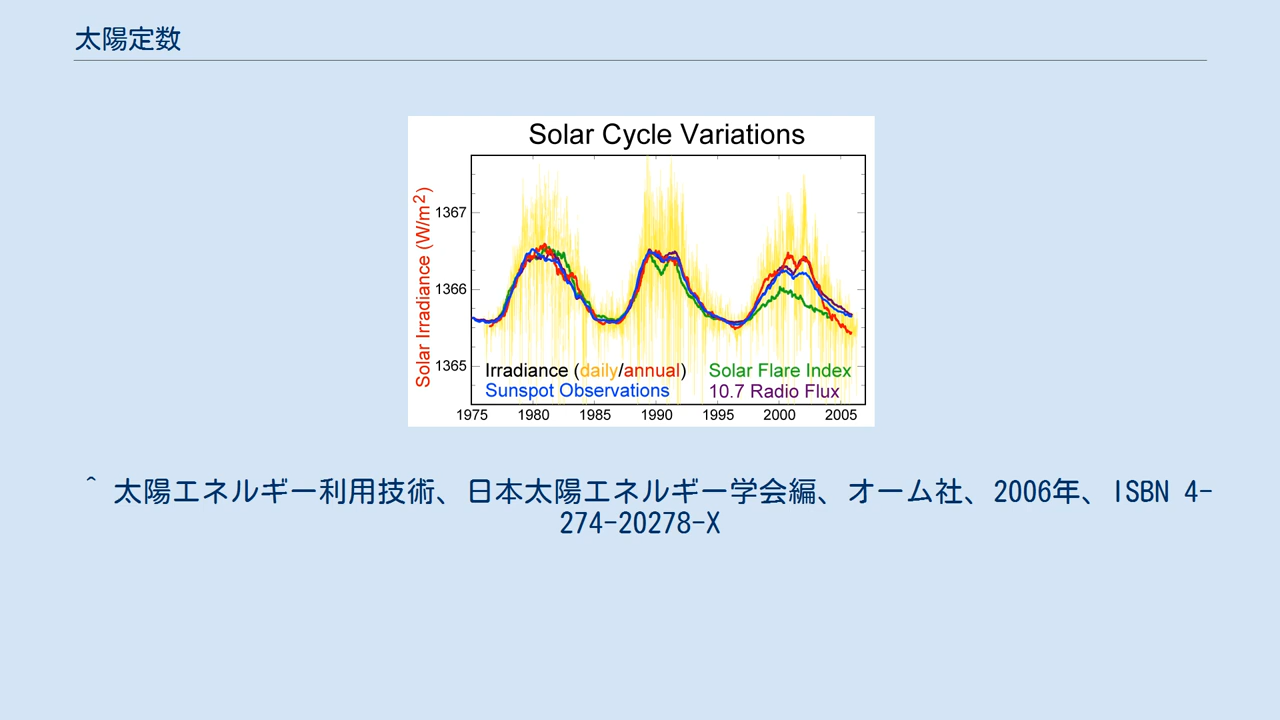 太陽定数
Solar Cycle Variations
Solar Irradiance (W/m2)
1367
1366
1365
Irradiance (daily/annual)
Solar Flare Index
Sunspot Observations
10.7 Radio Flux
1975 1980 1985 1990 1995 2000 2005
^ 太陽エネルギー利用技術、日本太陽エネルギー学会編、オーム社、2006年、ISBN 4-
274-20278-X